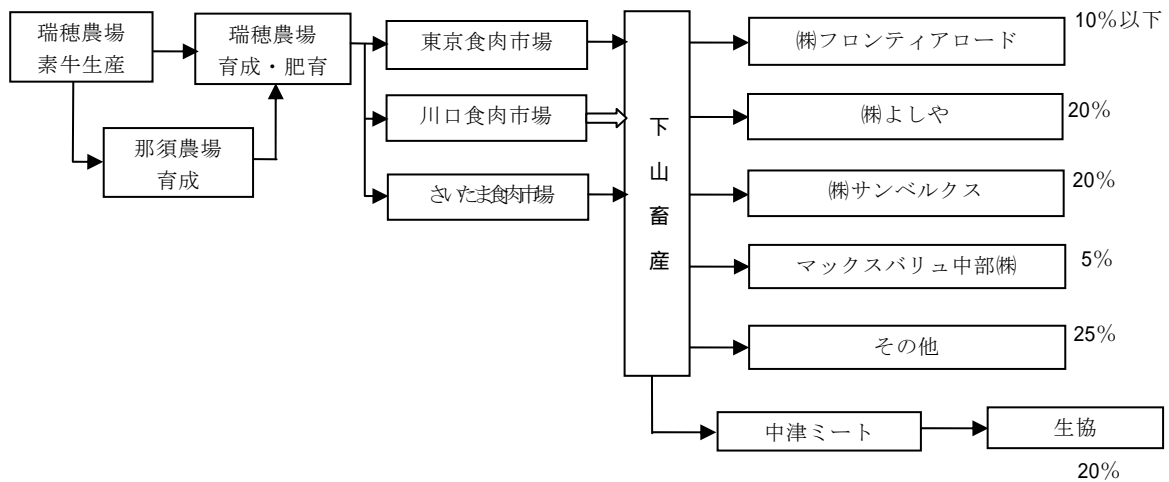 瑞穂農場
素牛生産
瑞穂農場
育成・肥育
那須農場
育成
東京食肉市場
川口食肉市場
さいたま食肉市場
下山畜産
㈱フロンティアロード
10％以下
㈱よしや
20％
㈱サンベルクス
20％
マックスバリュ中部㈱
5％
その他
25％
中津ミート
生協
20％